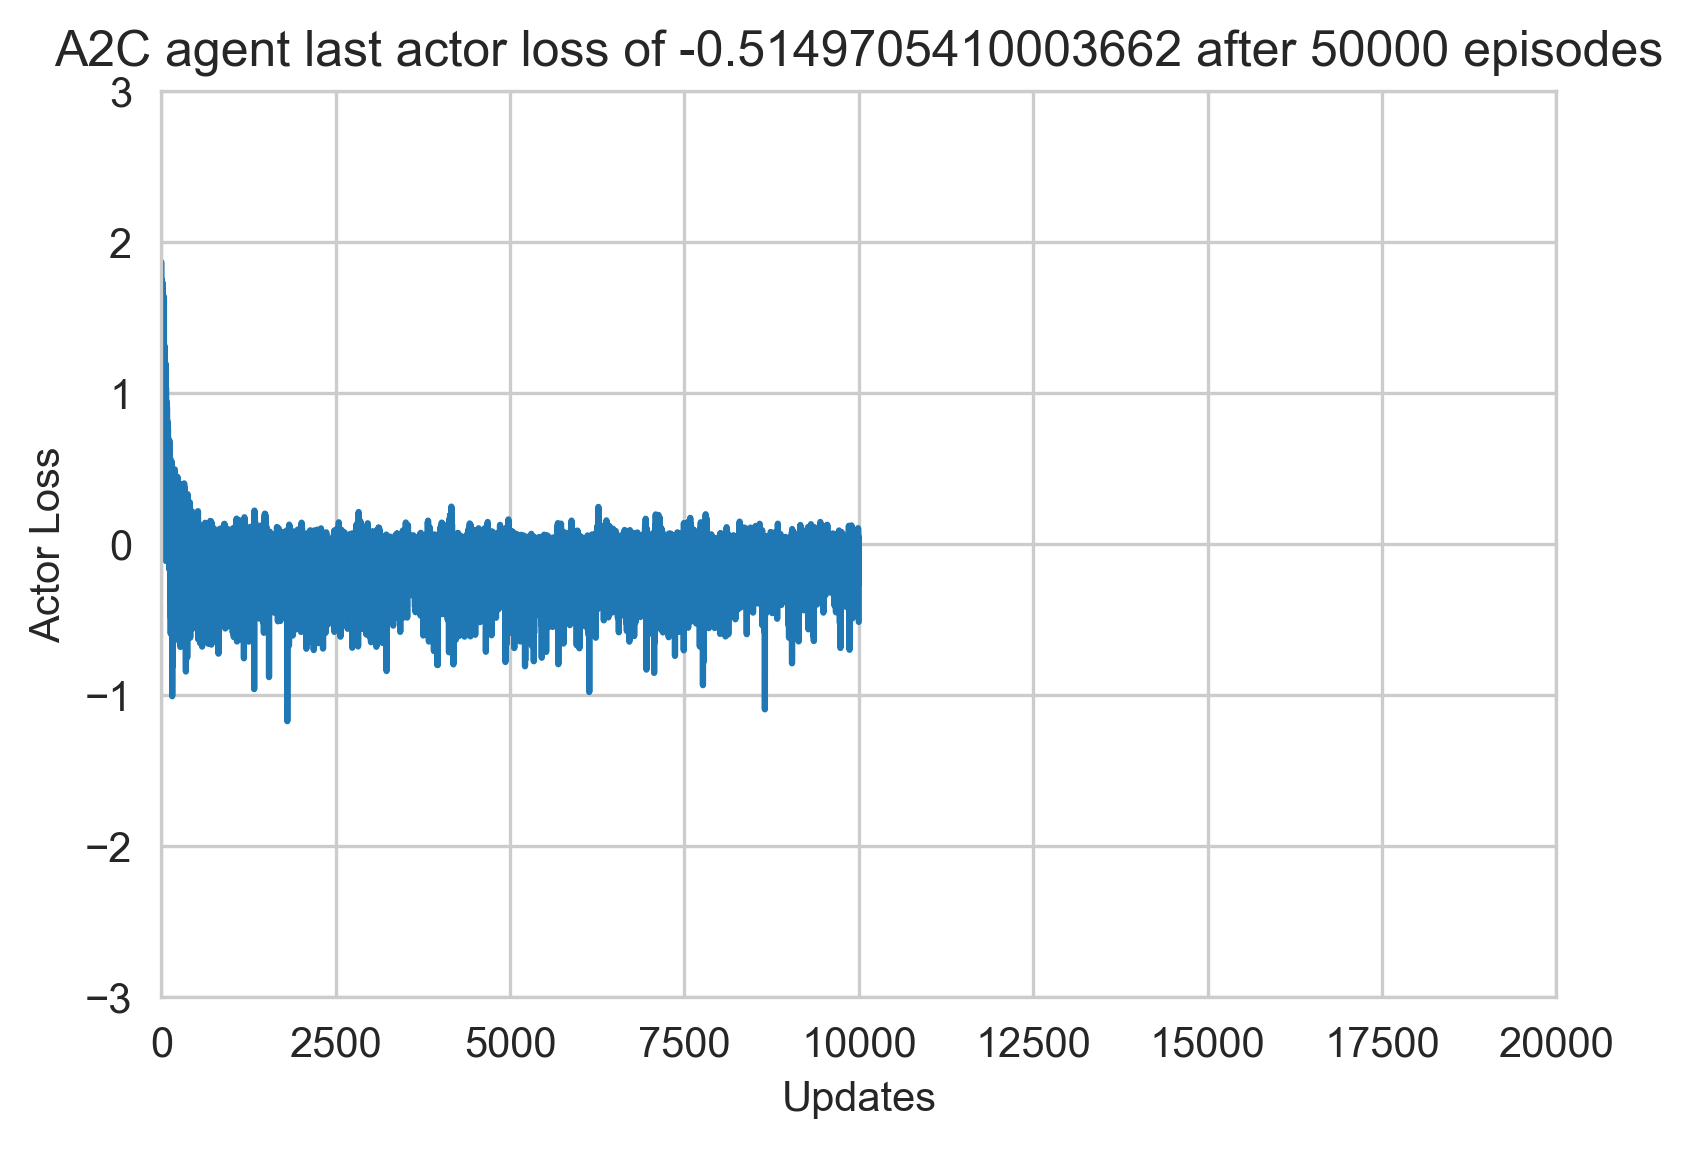 A2C agent last actor loss of -0.5149705410003662 after 50000 episodes
3
2
1
0
−1
−2
−3
Actor Loss
0 2500 5000 7500 10000 12500 15000 17500 20000
Updates